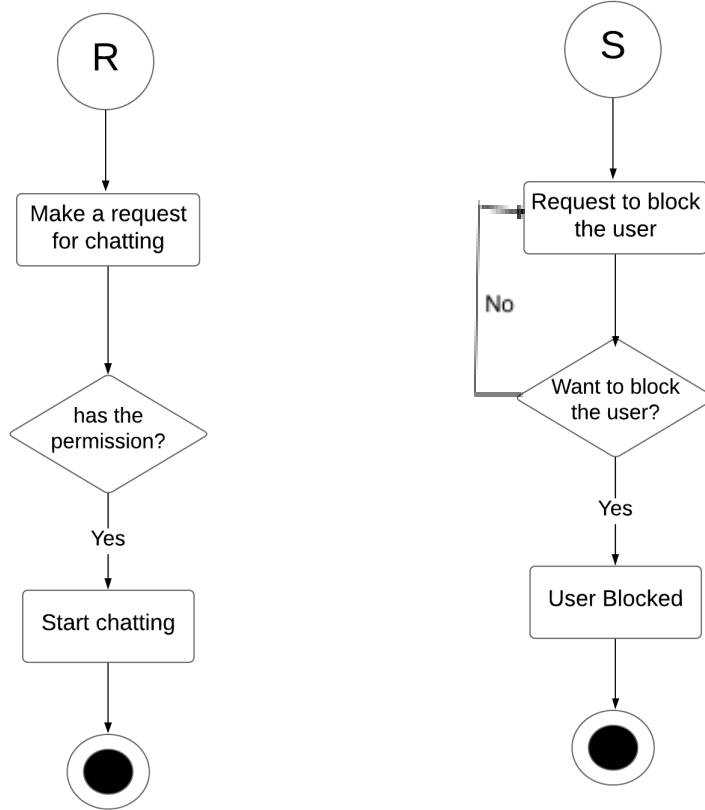 R
Make a request
for chatting
has the
permission?
Yes
Start chatting
S
Request to block
the user
No
Want to block
the user?
Yes
User Blocked